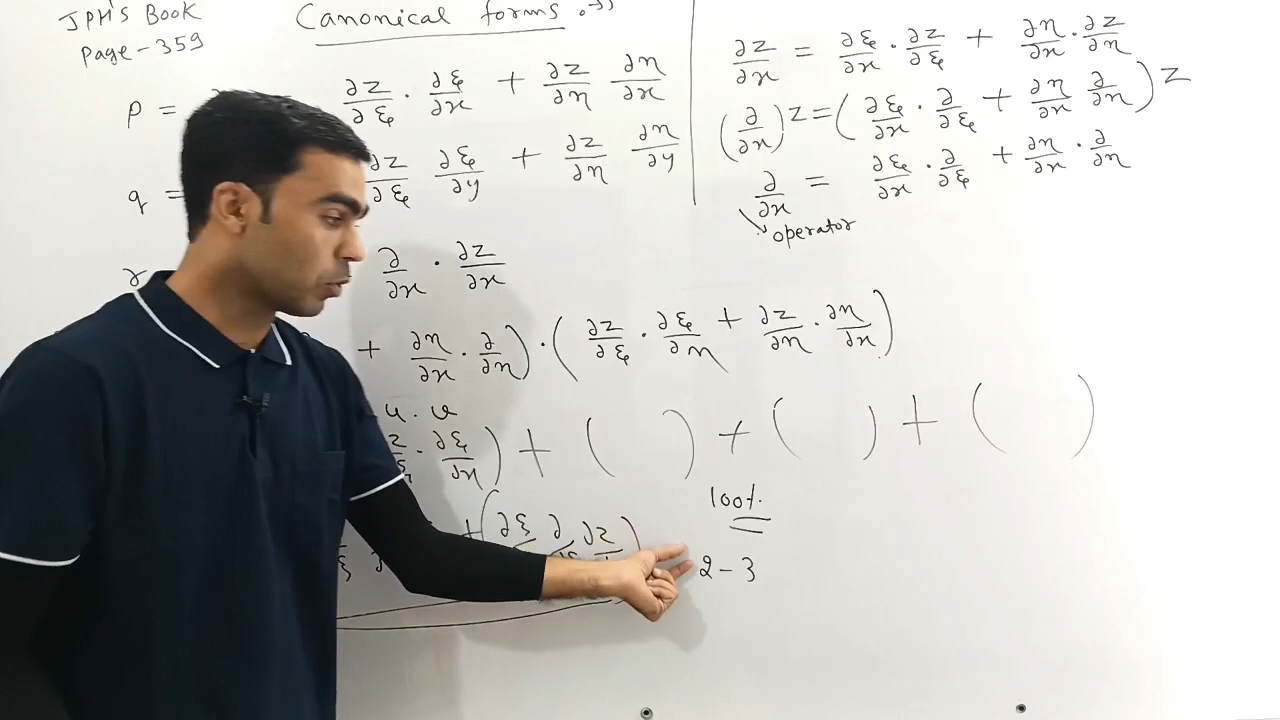 JPH's Book
Page-359
Canonical forms :→
p = ∂z/∂ξ · ∂ξ/∂x + ∂z/∂η ∂η/∂x
q = ∂z/∂ξ ∂ξ/∂y + ∂z/∂η ∂η/∂y
r
∂/∂x · ∂z/∂x
+ ∂η/∂x · ∂/∂η) · (∂z/∂ξ · ∂ξ/∂η + ∂z/∂η · ∂η/∂x)
u · v
· ∂ξ/∂x) + ( ) + ( ) + ( )
+ (∂ξ ∂ ∂z )
100%
2-3
∂z/∂x = ∂ξ/∂x · ∂z/∂ξ + ∂η/∂x · ∂z/∂η
(∂/∂x) z = (∂ξ/∂x · ∂/∂ξ + ∂η/∂x ∂/∂η) z
∂/∂x = ∂ξ/∂x · ∂/∂ξ + ∂η/∂x · ∂/∂η
operator